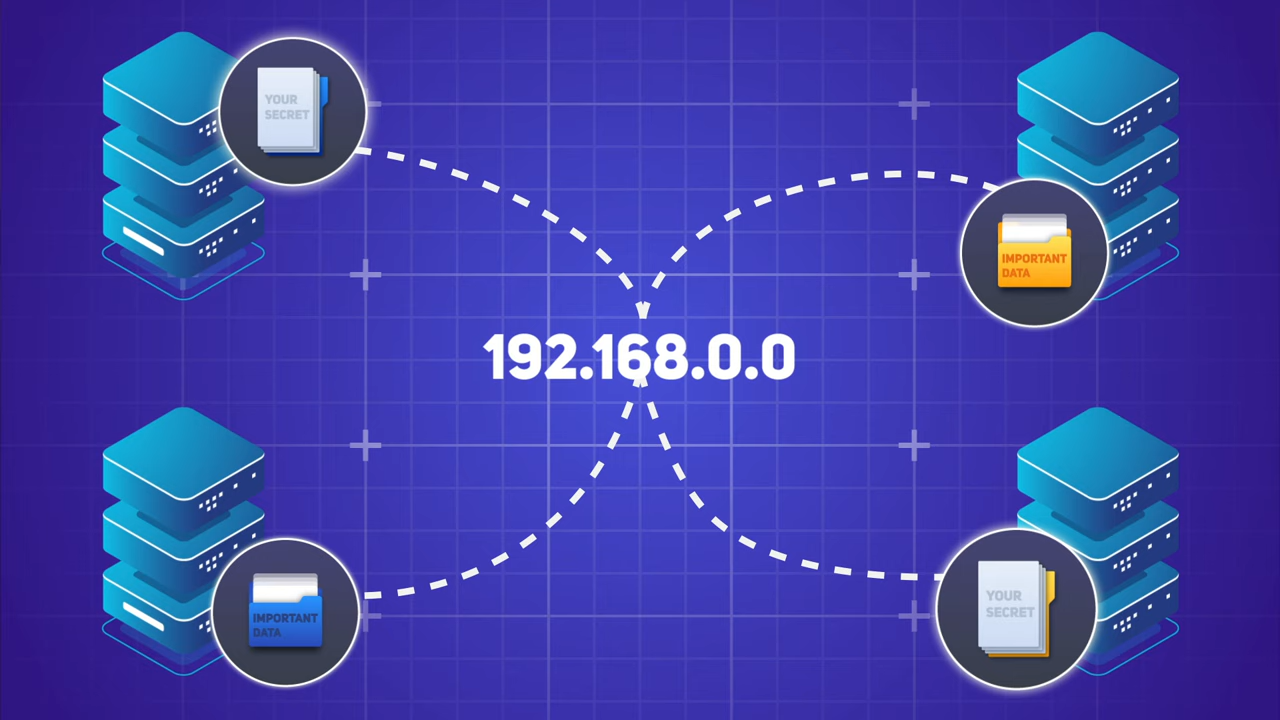 YOUR
SECRET
IMPORTANT
DATA
192.168.0.0
IMPORTANT
DATA
YOUR
SECRET